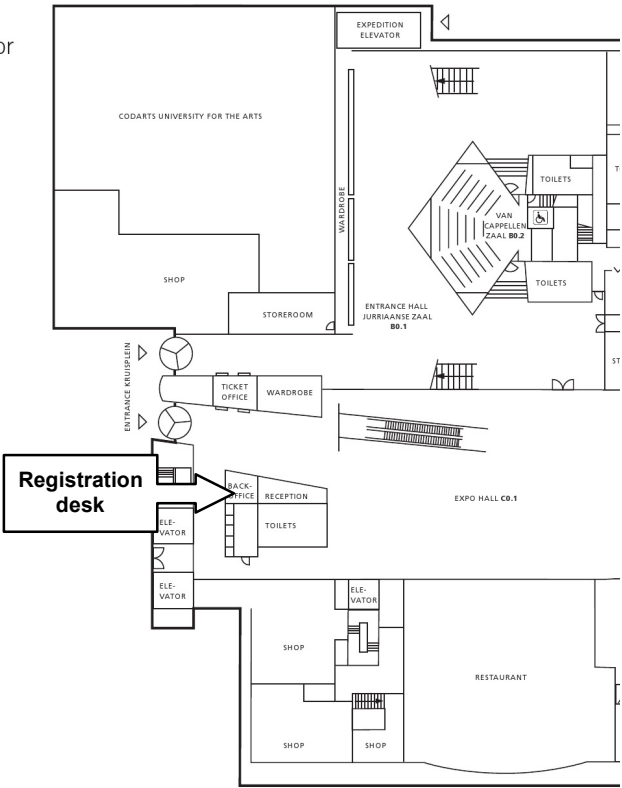 or
EXPEDITION
ELEVATOR
CODARTS UNIVERSITY FOR THE ARTS
WARDROBE
TOILETS
VAN
CAPPELLEN
ZAAL B0.2
TOILETS
SHOP
STOREROOM
ENTRANCE HALL
JURRIAANSE ZAAL
B0.1
ENTRANCE KRUISPLEIN
TICKET
OFFICE
WARDROBE
ST
Registration
desk
BACK-
RECEPTION
EXPO HALL C0.1
TOILETS
ELE-
VATOR
ELE-
VATOR
ELE-
VATOR
SHOP
RESTAURANT
SHOP
SHOP